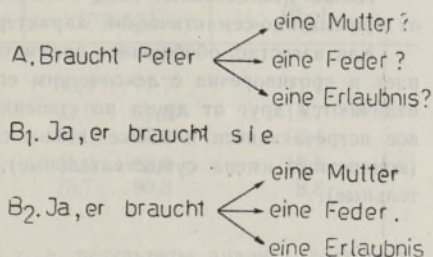 eine Mutter?
A. Braucht Peter eine Feder?
eine Erlaubnis?
B1. Ja, er braucht sie
eine Mutter
B2. Ja, er braucht eine Feder.
eine Erlaubnis